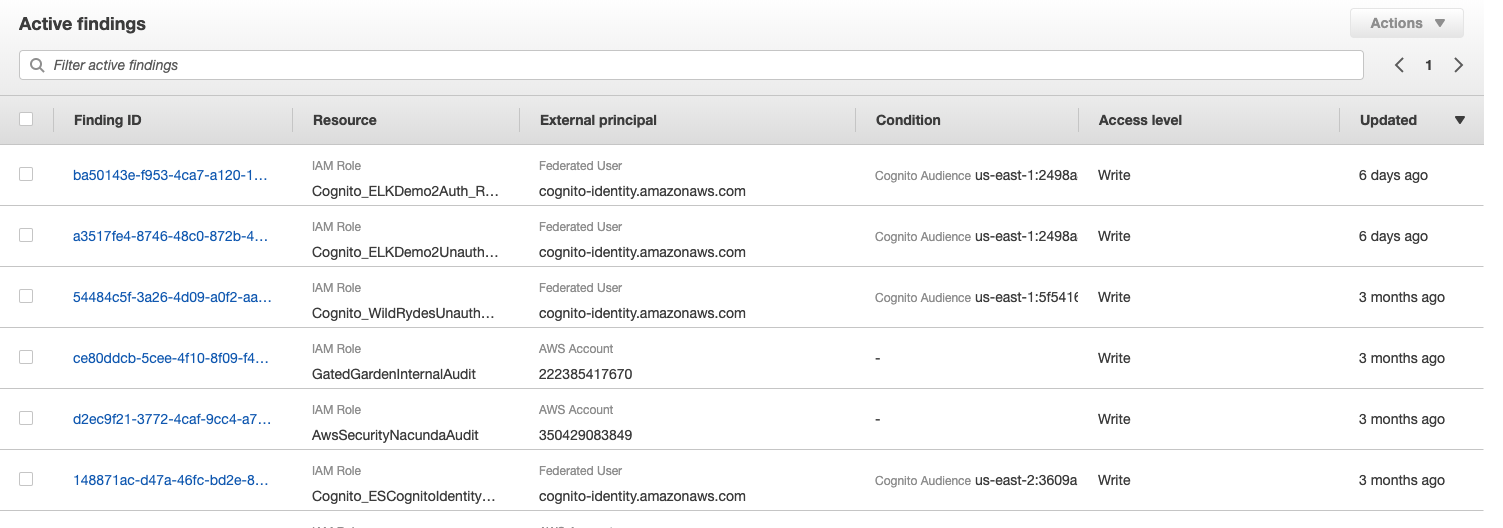 Active findings
Actions
Filter active findings
1
Finding ID Resource External principal Condition Access level Updated
IAM Role Federated User
ba50143e-f953-4ca7-a120-1... Cognito_ELKDemo2Auth_R... cognito-identity.amazonaws.com Cognito Audience us-east-1:2498a Write 6 days ago
IAM Role Federated User
a3517fe4-8746-48c0-872b-4... Cognito_ELKDemo2Unauth... cognito-identity.amazonaws.com Cognito Audience us-east-1:2498a Write 6 days ago
IAM Role Federated User
54484c5f-3a26-4d09-a0f2-aa... Cognito_WildRydesUnauth... cognito-identity.amazonaws.com Cognito Audience us-east-1:5f5416 Write 3 months ago
IAM Role AWS Account
ce80ddcb-5cee-4f10-8f09-f4... GatedGardenInternalAudit 222385417670 - Write 3 months ago
IAM Role AWS Account
d2ec9f21-3772-4caf-9cc4-a7... AwsSecurityNacundaAudit 350429083849 - Write 3 months ago
IAM Role Federated User
148871ac-d47a-46fc-bd2e-8... Cognito_ESCognitoIdentity... cognito-identity.amazonaws.com Cognito Audience us-east-2:3609a Write 3 months ago